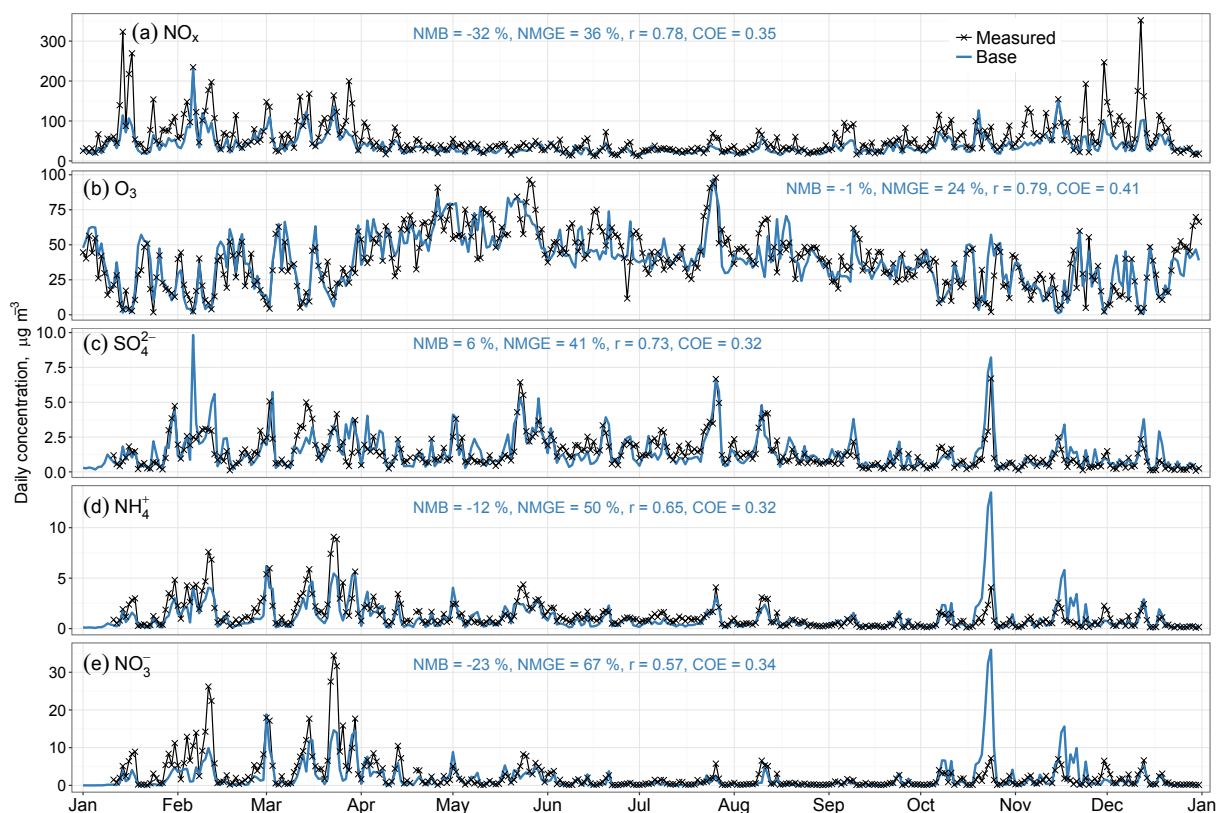 (a) NOₓ
NMB = -32 %, NMGE = 36 %, r = 0.78, COE = 0.35
Measured
Base
300
200
100
0
(b) O₃
NMB = -1 %, NMGE = 24 %, r = 0.79, COE = 0.41
100
75
50
25
0
(c) SO₄²⁻
NMB = 6 %, NMGE = 41 %, r = 0.73, COE = 0.32
10.0
7.5
5.0
2.5
0.0
Daily concentration, μg m⁻³
(d) NH₄⁺
NMB = -12 %, NMGE = 50 %, r = 0.65, COE = 0.32
10
5
0
(e) NO₃⁻
NMB = -23 %, NMGE = 67 %, r = 0.57, COE = 0.34
30
20
10
0
Jan Feb Mar Apr May Jun Jul Aug Sep Oct Nov Dec Jan